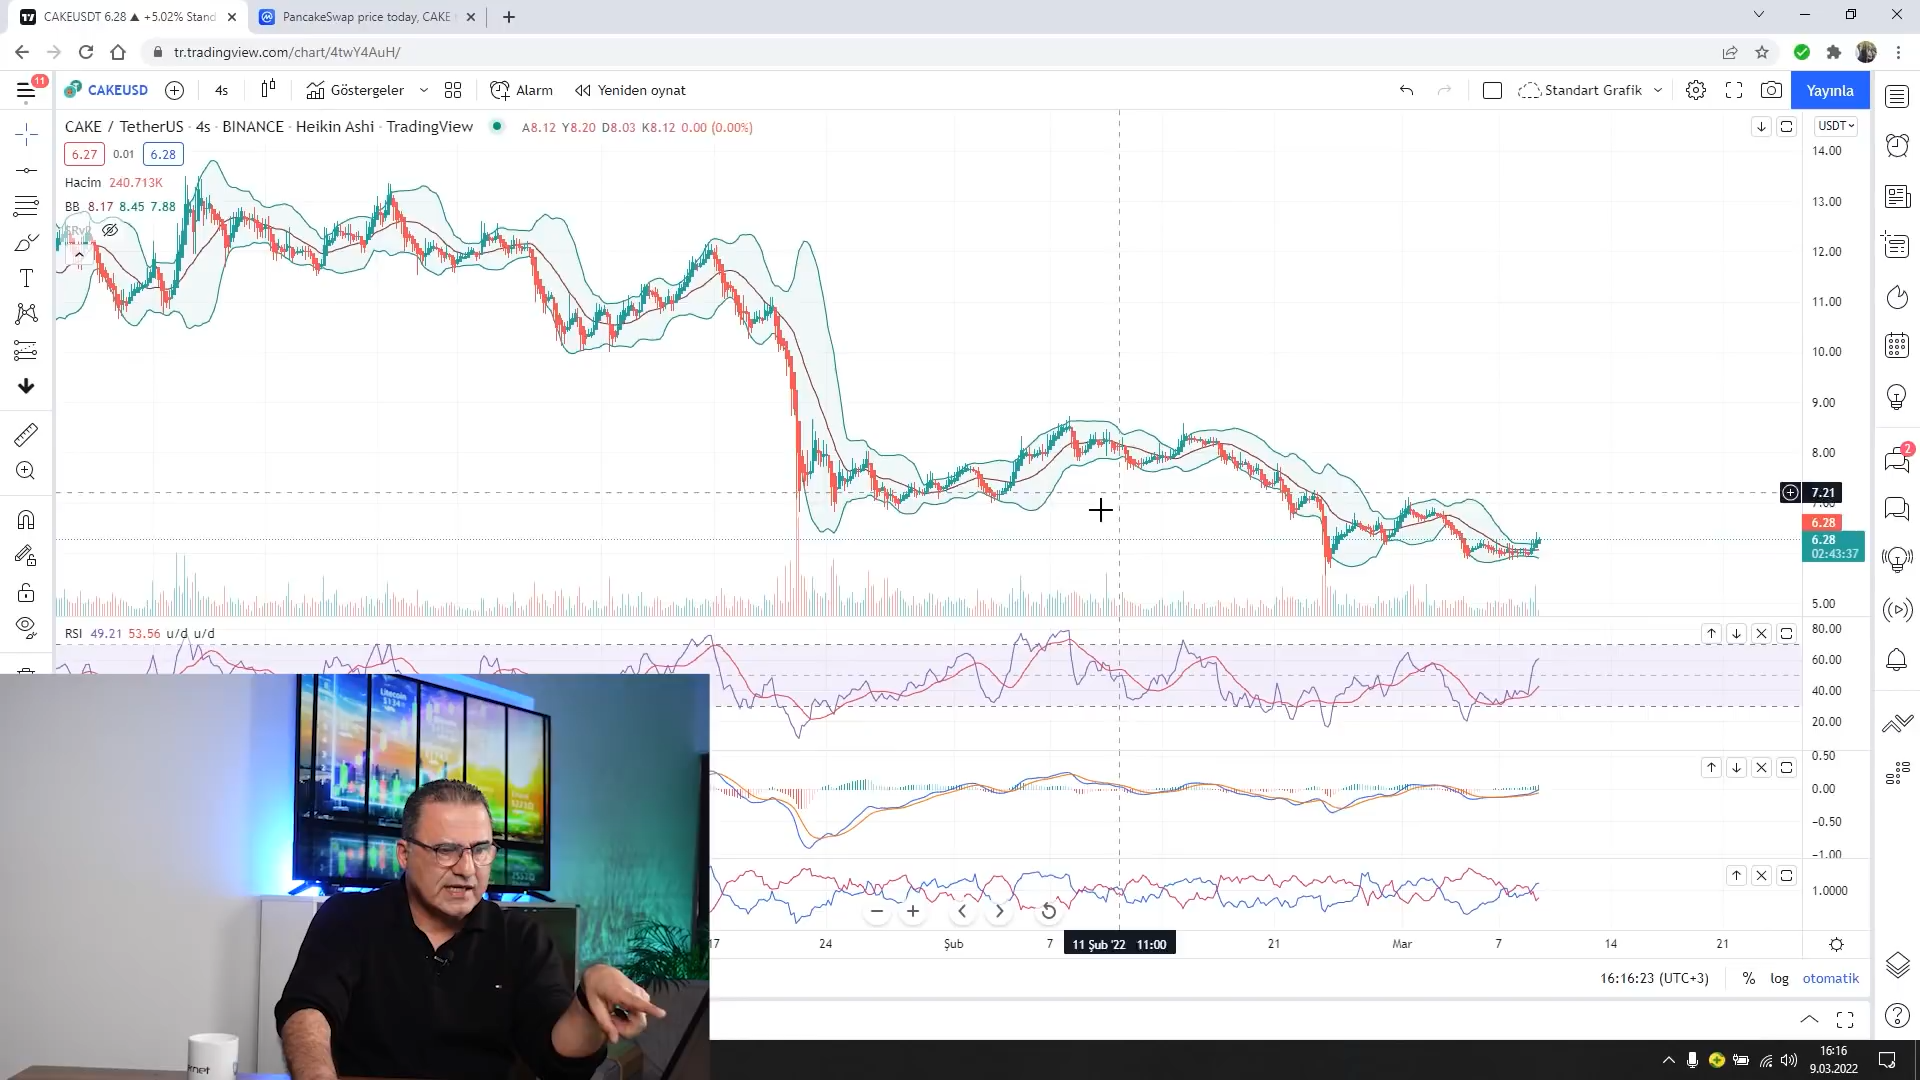 CAKEUSDT 6.28 ▲ +5.02% Stand
PancakeSwap price today, CAKE
tr.tradingview.com/chart/4twY4AuH/
11
CAKEUSD
4s
Göstergeler
Alarm
Yeniden oynat
Standart Grafik
Yayınla
CAKE / TetherUS · 4s · BINANCE · Heikin Ashi · TradingView
A8.12 Y8.20 D8.03 K8.12 0.00 (0.00%)
USDT
6.27 0.01 6.28
Hacim 240.713K
BB 8.17 8.45 7.88
SRv2
14.00
13.00
12.00
11.00
10.00
9.00
8.00
7.21
7.00
6.28
6.28
02:43:37
5.00
2
RSI 49.21 53.56 u/d u/d
80.00
60.00
40.00
20.00
0.50
0.00
−0.50
−1.00
1.0000
Litecoin
17 24 Şub 7 11 Şub '22 11:00 21 Mar 7 14 21
16:16:23 (UTC+3) % log otomatik
16:16
9.03.2022